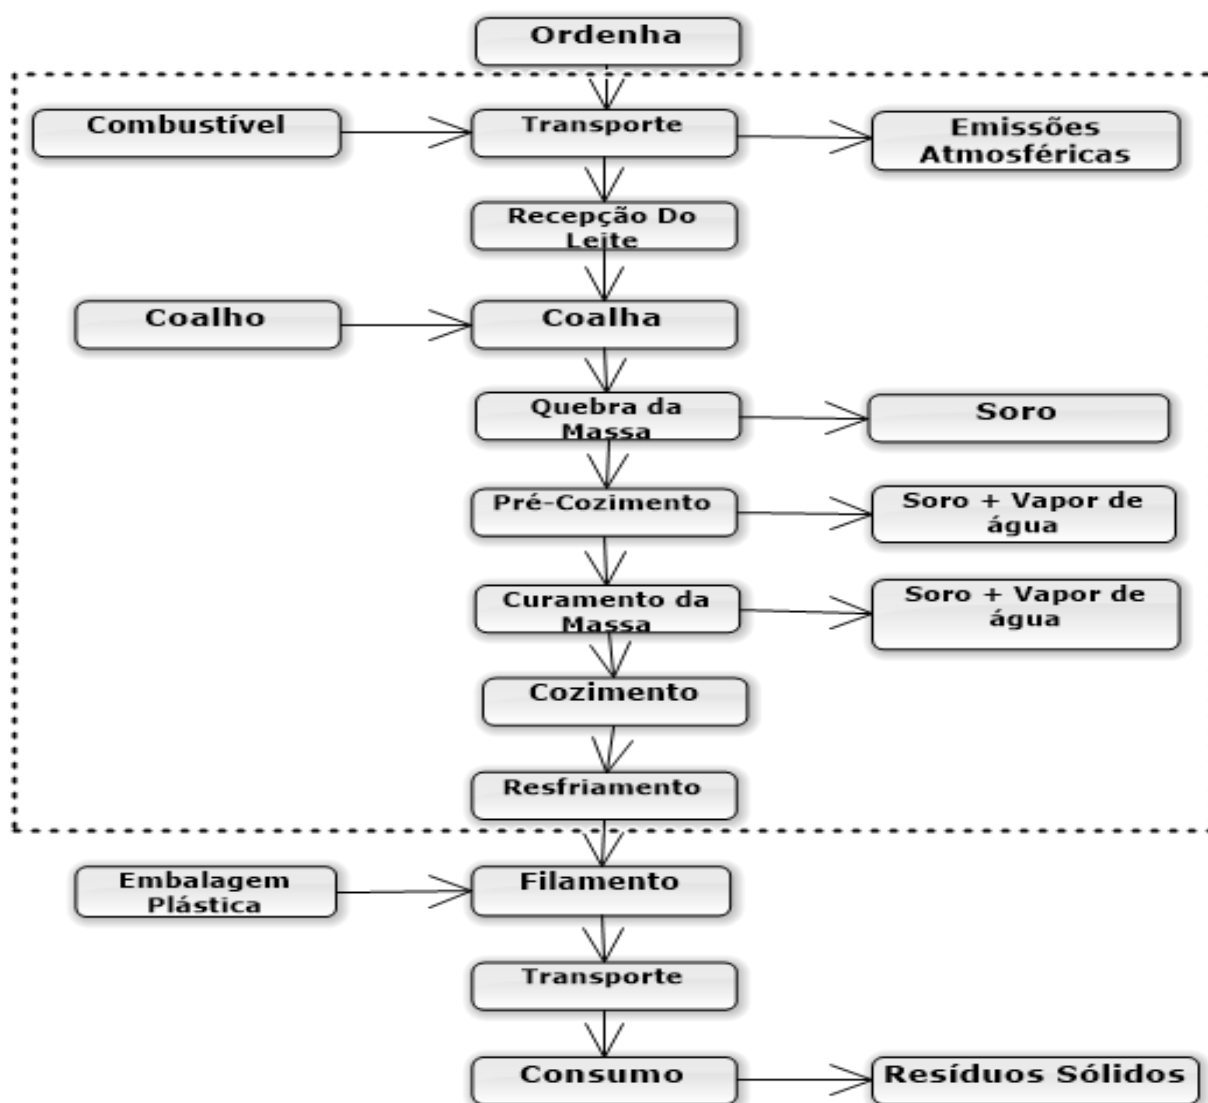 Ordenha
Combustível
Transporte
Emissões
Atmosféricas
Recepção Do
Leite
Coalho
Coalha
Quebra da
Massa
Soro
Pré-Cozimento
Soro + Vapor de
água
Curamento da
Massa
Soro + Vapor de
água
Cozimento
Resfriamento
Embalagem
Plástica
Filamento
Transporte
Consumo
Resíduos Sólidos